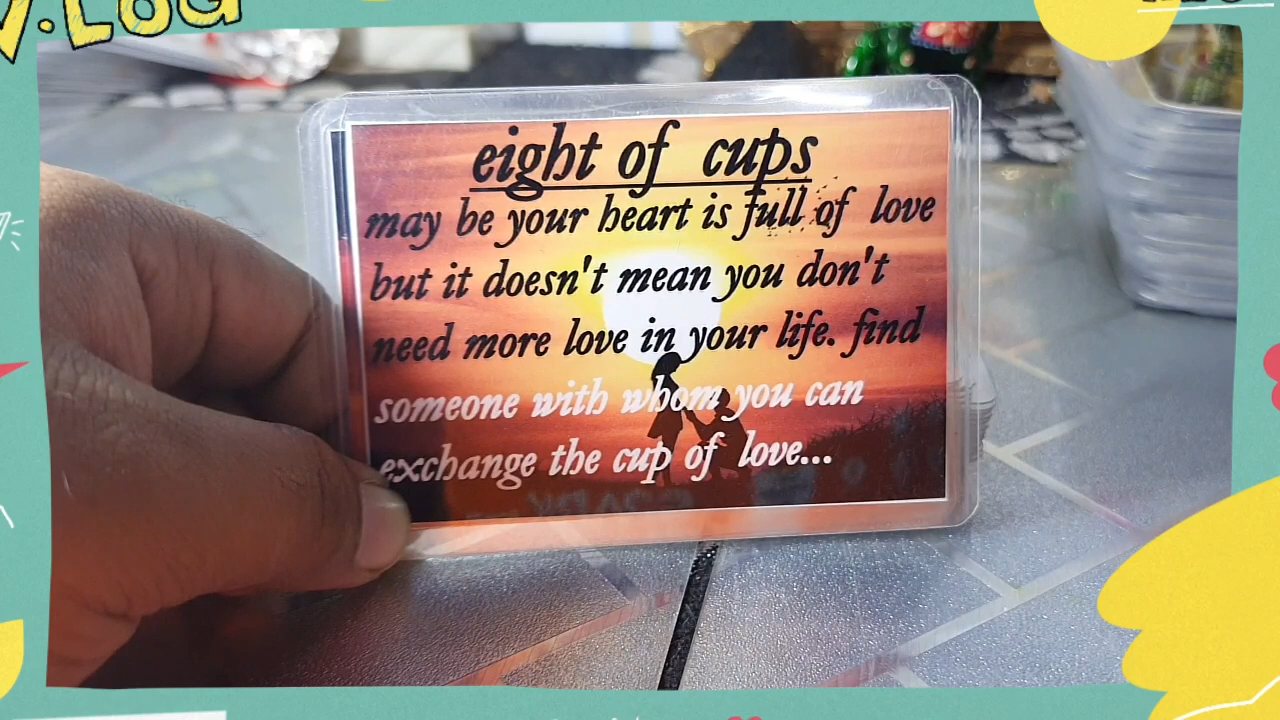 V.LOG
eight of cups
may be your heart is full of love
but it doesn't mean you don't
need more love in your life. find
someone with whom you can
exchange the cup of love...